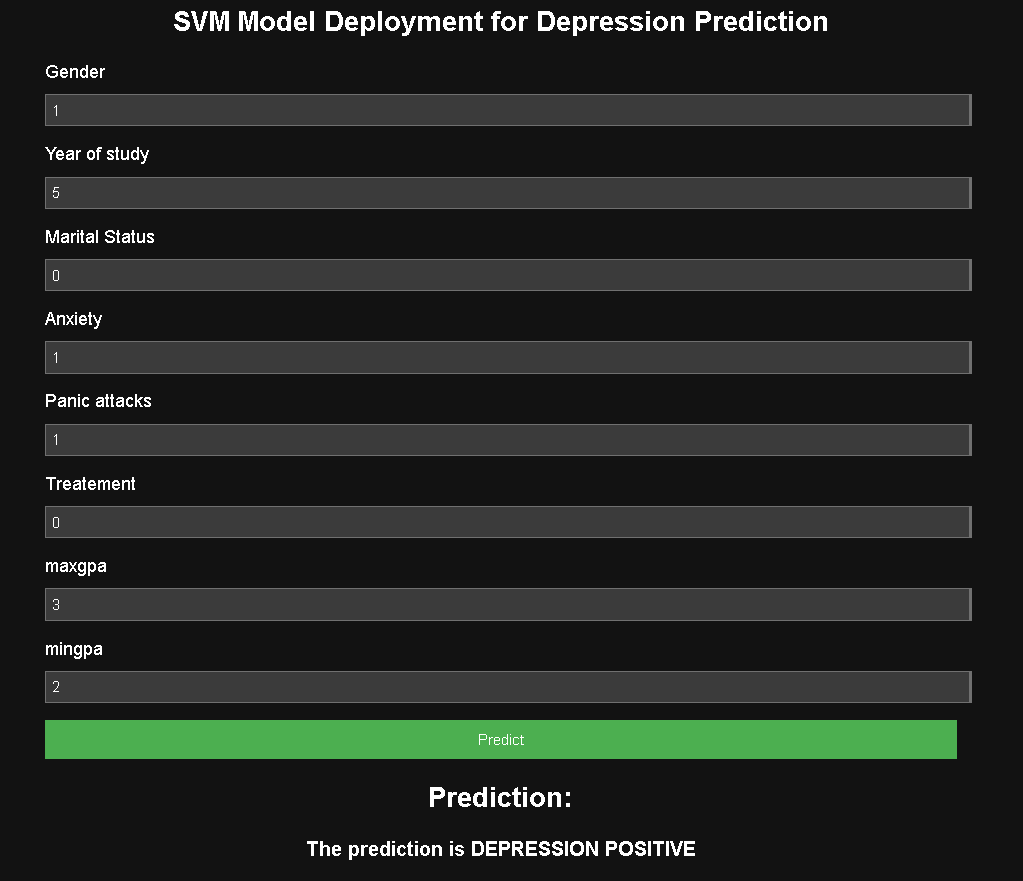 SVM Model Deployment for Depression Prediction
Gender
1
Year of study
5
Marital Status
0
Anxiety
1
Panic attacks
1
Treatement
0
maxgpa
3
mingpa
2
Predict
Prediction:
The prediction is DEPRESSION POSITIVE